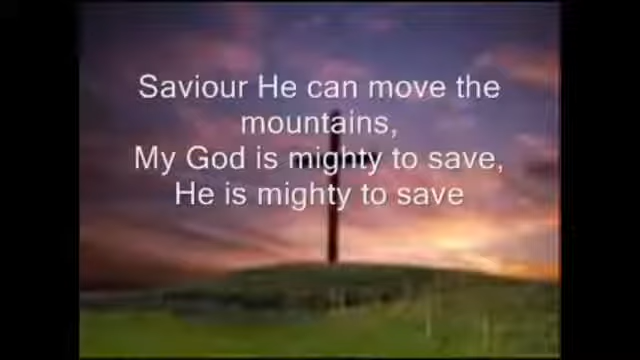 Saviour He can move the
mountains,
My God is mighty to save,
He is mighty to save